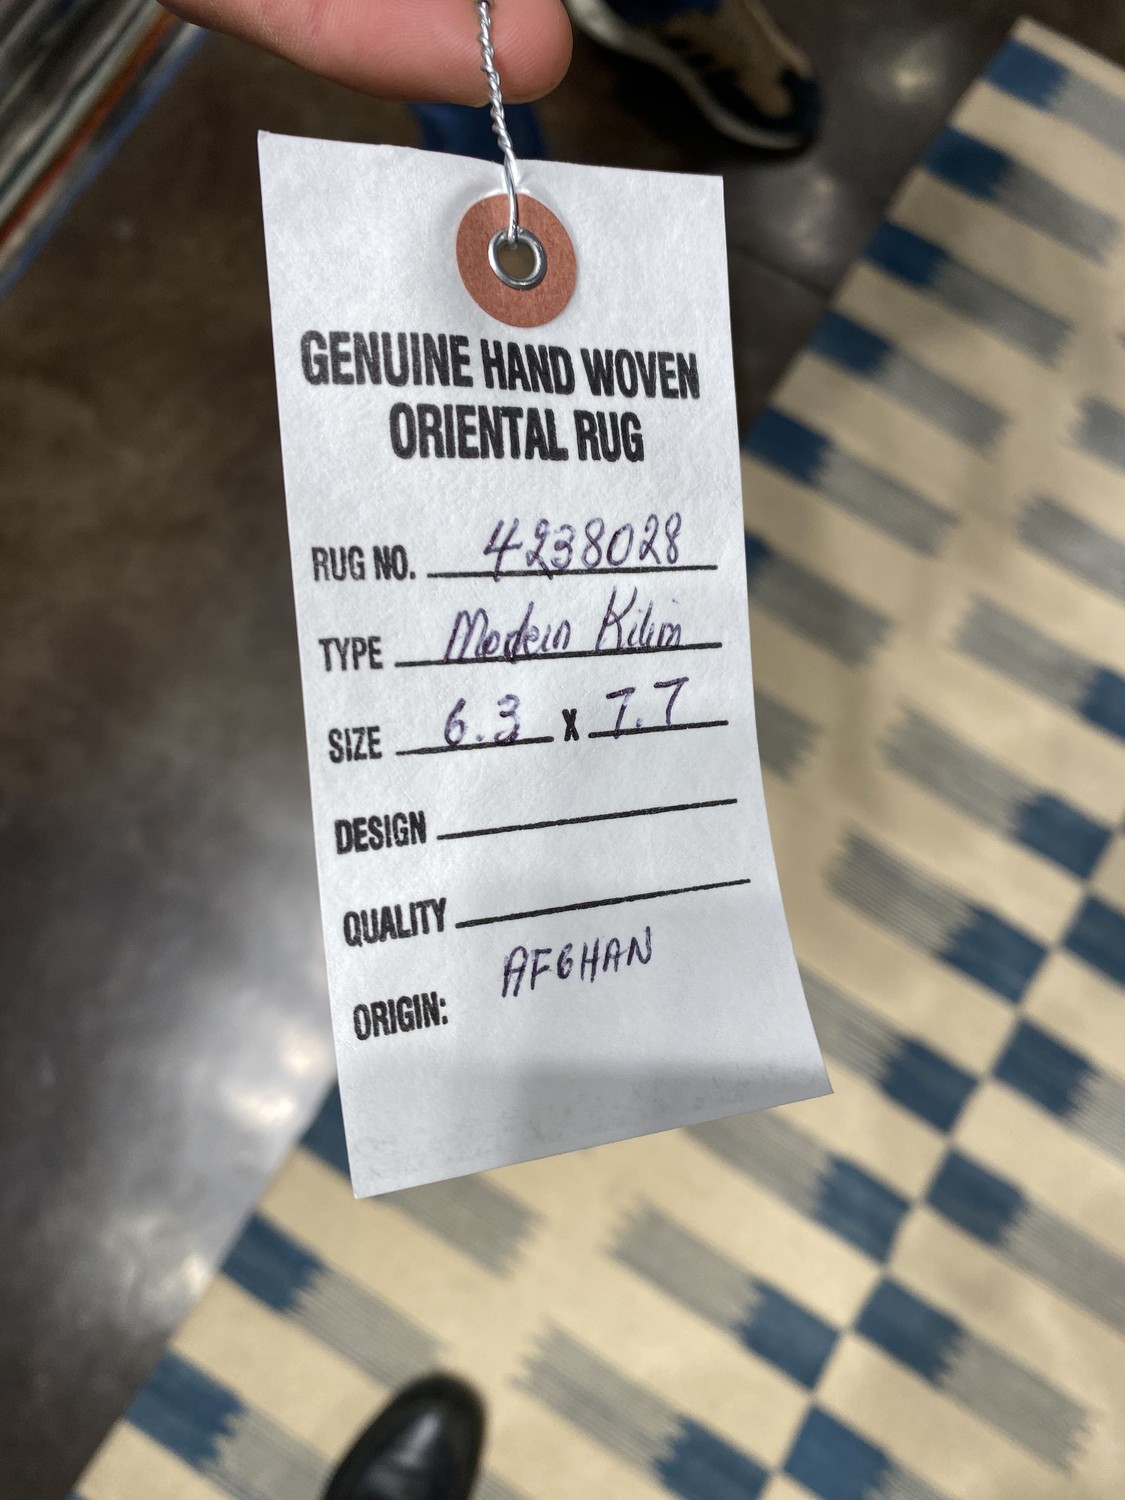 GENUINE HAND WOVEN
ORIENTAL RUG
RUG NO. 4238028
TYPE Modern Kilim
SIZE 6.3 x 7.7
DESIGN
QUALITY
ORIGIN: AFGHAN